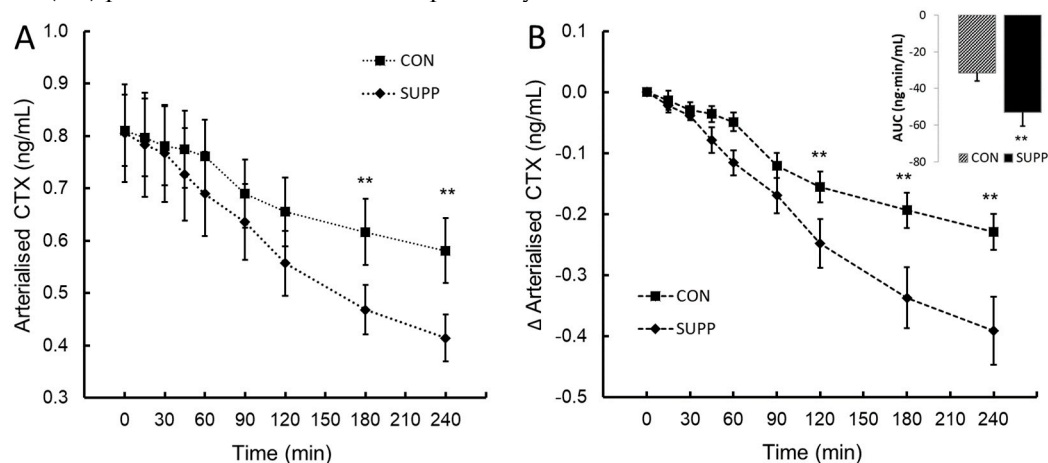 A
Arterialised CTX (ng/mL)
1.0
0.9
0.8
0.7
0.6
0.5
0.4
0.3
CON
SUPP
**
**
0 30 60 90 120 150 180 210 240
Time (min)
B
Δ Arterialised CTX (ng/mL)
0.1
0.0
-0.1
-0.2
-0.3
-0.4
-0.5
**
**
**
CON
SUPP
0 30 60 90 120 150 180 210 240
Time (min)
AUC (ng·min/mL)
0
-20
-40
-60
-80
**
CON SUPP